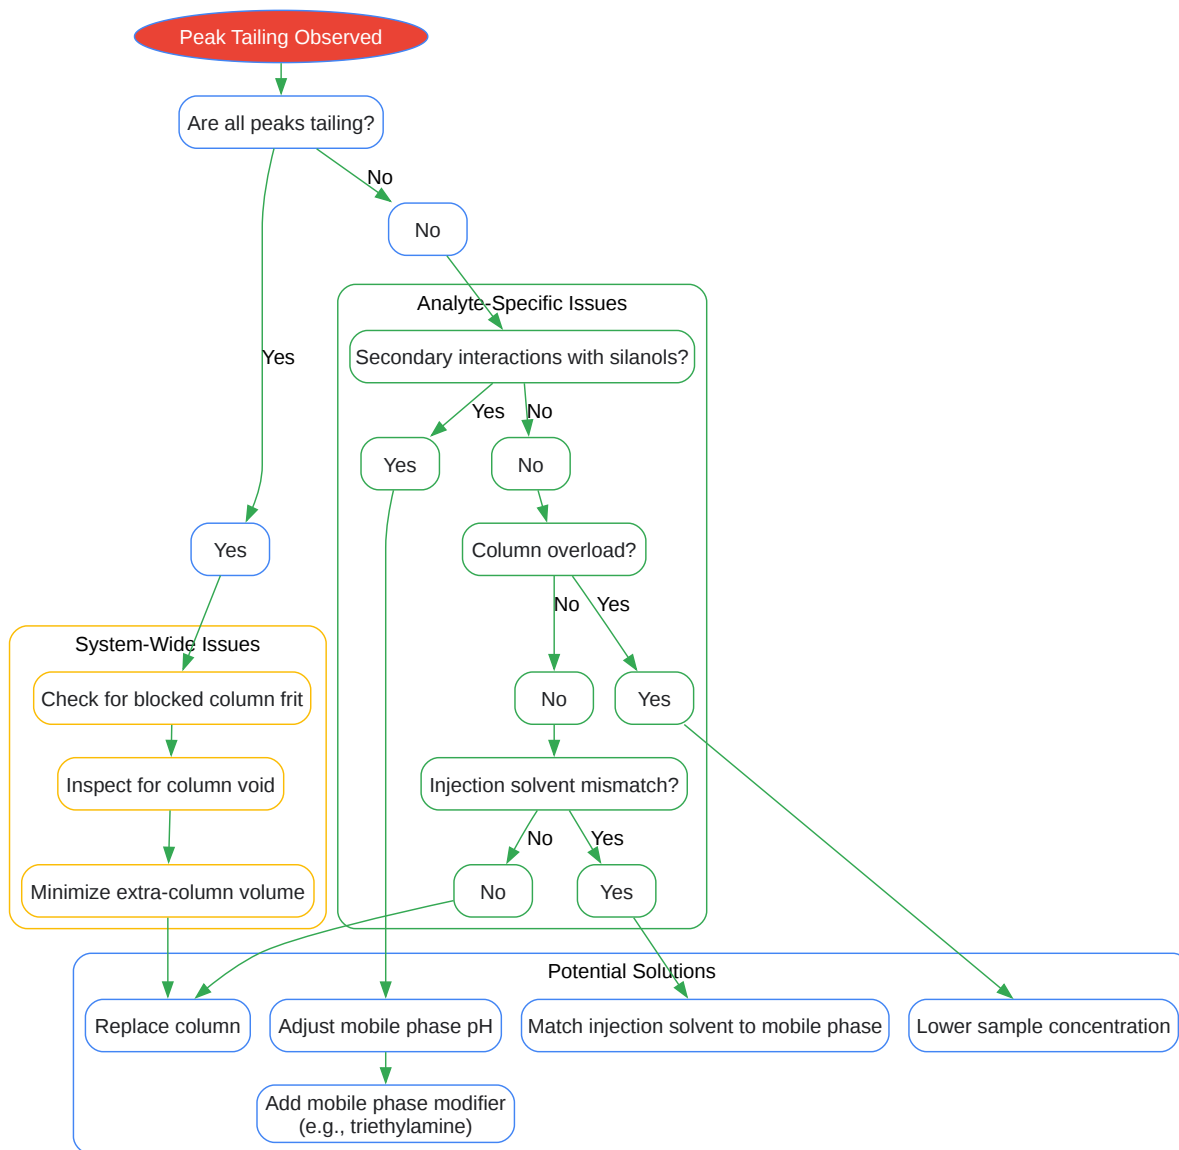 Peak Tailing Observed
Are all peaks tailing?
No
No
Analyte-Specific Issues
Secondary interactions with silanols?
Yes
Yes
No
Yes
No
Column overload?
Yes
No
Yes
System-Wide Issues
Check for blocked column frit
No
Yes
Inspect for column void
Injection solvent mismatch?
No
Yes
Minimize extra-column volume
No
Yes
Potential Solutions
Replace column
Adjust mobile phase pH
Match injection solvent to mobile phase
Lower sample concentration
Add mobile phase modifier
(e.g., triethylamine)